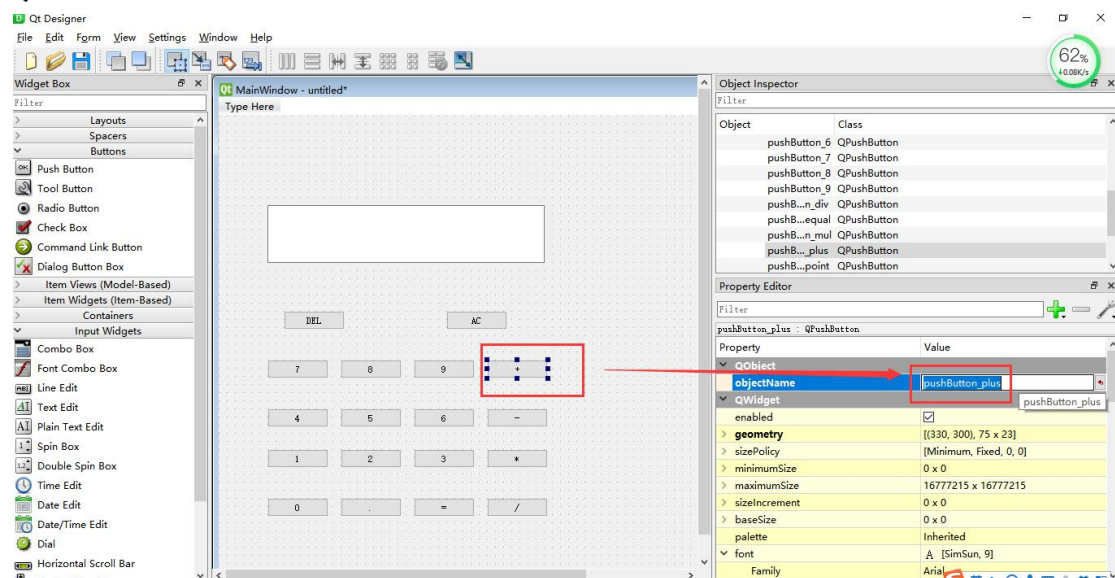 Qt Designer
File Edit Form View Settings Window Help
62%
0.08K/s
Widget Box
Filter
Layouts
Spacers
Buttons
Push Button
Tool Button
Radio Button
Check Box
Command Link Button
Dialog Button Box
Item Views (Model-Based)
Item Widgets (Item-Based)
Containers
Input Widgets
Combo Box
Font Combo Box
Line Edit
Text Edit
Plain Text Edit
Spin Box
Double Spin Box
Time Edit
Date Edit
Date/Time Edit
Dial
Horizontal Scroll Bar
MainWindow - untitled*
Type Here
DEL AC
7 8 9 +
4 5 6 -
1 2 3 *
0 . = /
Object Inspector
Filter
Object Class
pushButton_6 QPushButton
pushButton_7 QPushButton
pushButton_8 QPushButton
pushButton_9 QPushButton
pushB...n_div QPushButton
pushB...equal QPushButton
pushB...n_mul QPushButton
pushB..._plus QPushButton
pushB...point QPushButton
Property Editor
Filter
pushButton_plus : QPushButton
Property Value
QObject
objectName pushButton_plus
QWidget pushButton_plus
enabled
geometry [(330, 300), 75 x 23]
sizePolicy [Minimum, Fixed, 0, 0]
minimumSize 0 x 0
maximumSize 16777215 x 16777215
sizeIncrement 0 x 0
baseSize 0 x 0
palette Inherited
font A [SimSun, 9]
Family Arial